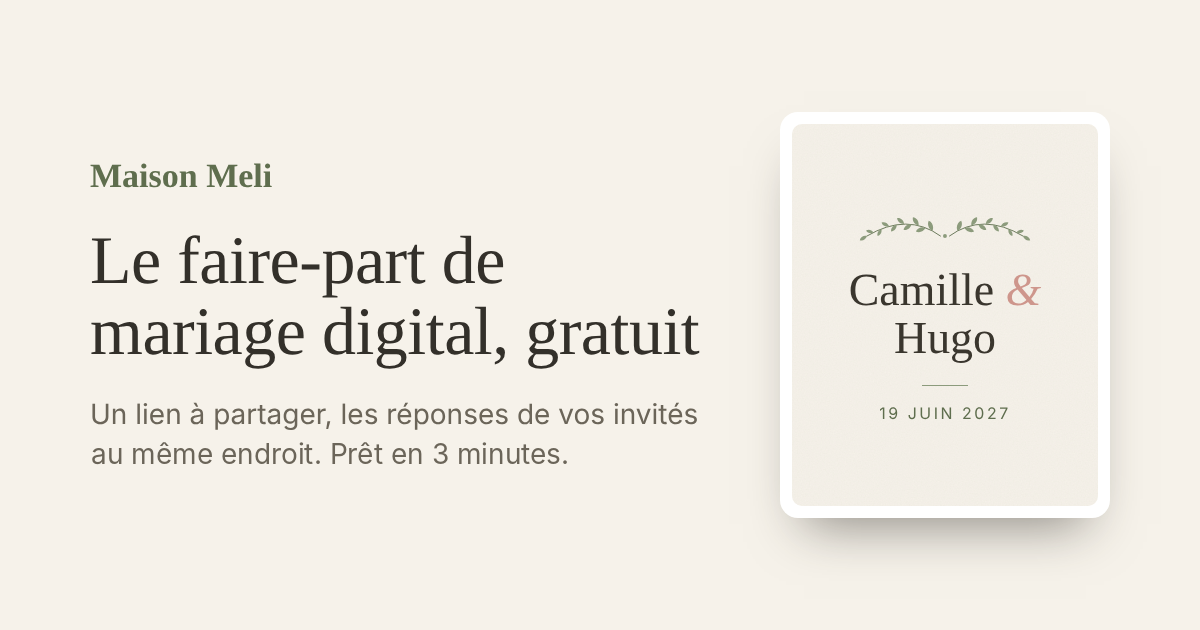 Maison Meli
Le faire-part de
mariage digital, gratuit
Un lien à partager, les réponses de vos invités
au même endroit. Prêt en 3 minutes.
Camille &
Hugo
19 JUIN 2027